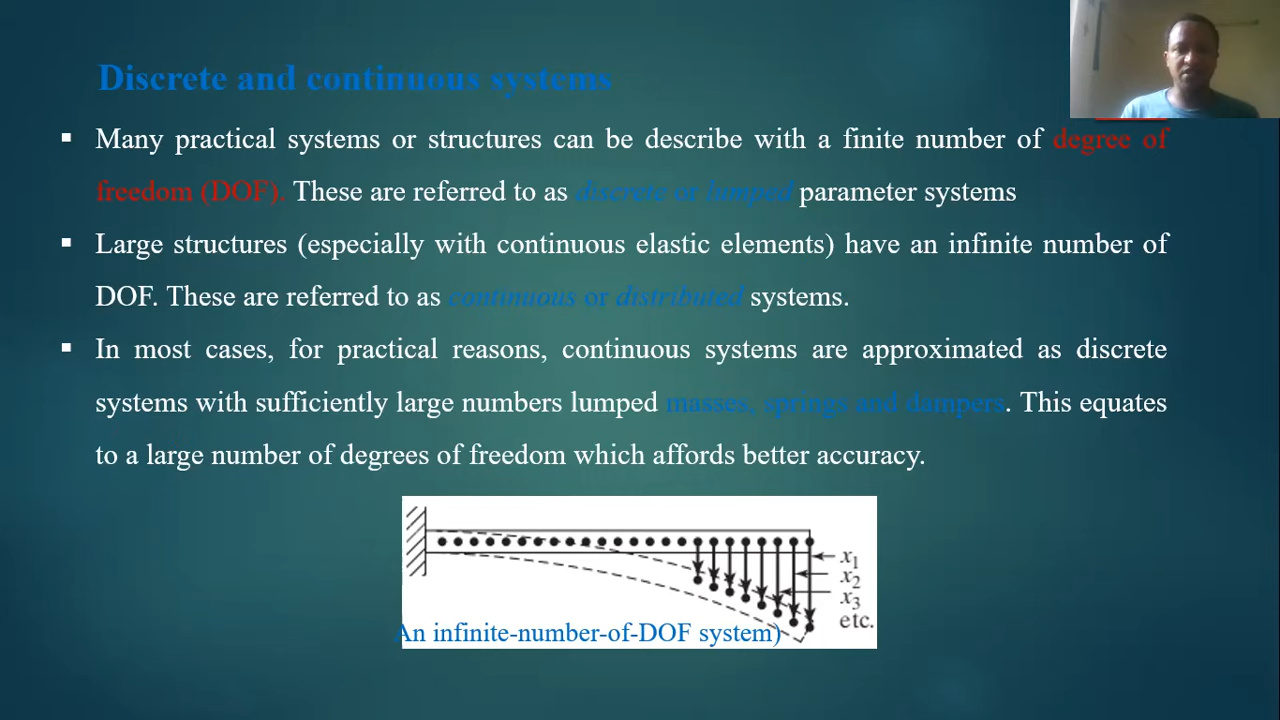 Discrete and continuous systems
▪ Many practical systems or structures can be describe with a finite number of degree of
freedom (DOF). These are referred to as discrete or lumped parameter systems
▪ Large structures (especially with continuous elastic elements) have an infinite number of
DOF. These are referred to as continuous or distributed systems.
▪ In most cases, for practical reasons, continuous systems are approximated as discrete
systems with sufficiently large numbers lumped masses, springs and dampers. This equates
to a large number of degrees of freedom which affords better accuracy.
x₁
x₂
x₃
etc.
An infinite-number-of-DOF system)